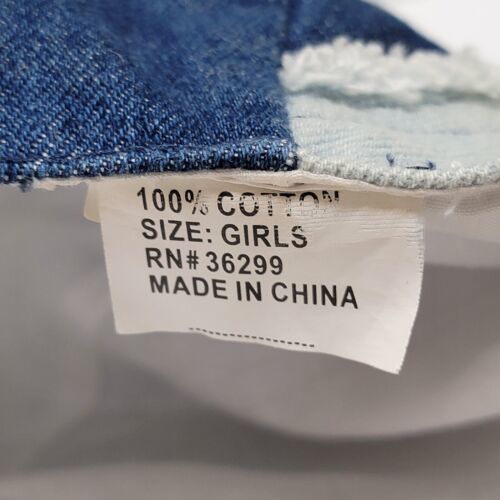 100% COTTON
SIZE: GIRLS
RN# 36299
MADE IN CHINA